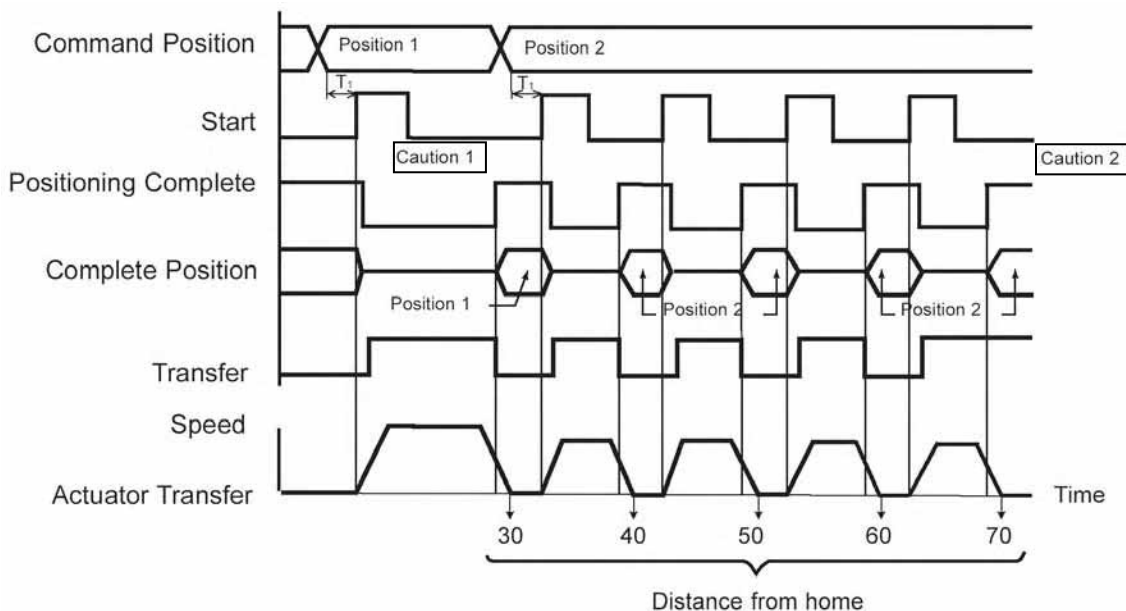 Command Position
Position 1
Position 2
T₁
T₁
Start
Caution 1
Caution 2
Positioning Complete
Complete Position
Position 1
Position 2
Position 2
Transfer
Speed
Actuator Transfer
Time
30 40 50 60 70
Distance from home